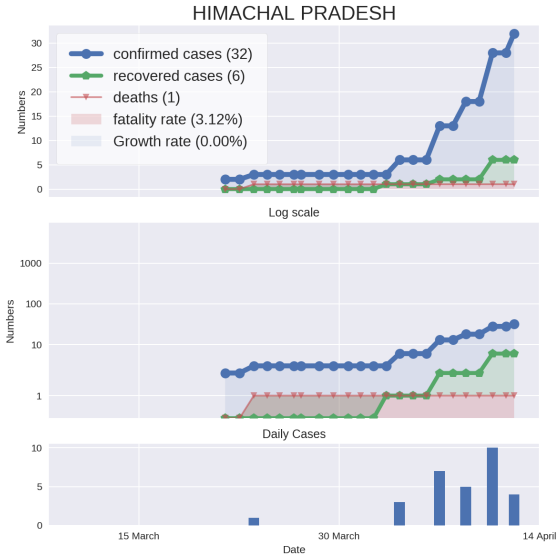 HIMACHAL PRADESH
Numbers
30
25
20
15
10
5
0
confirmed cases (32)
recovered cases (6)
deaths (1)
fatality rate (3.12%)
Growth rate (0.00%)
Log scale
Numbers
1000
100
10
1
Daily Cases
10
5
0
15 March
30 March
14 April
Date